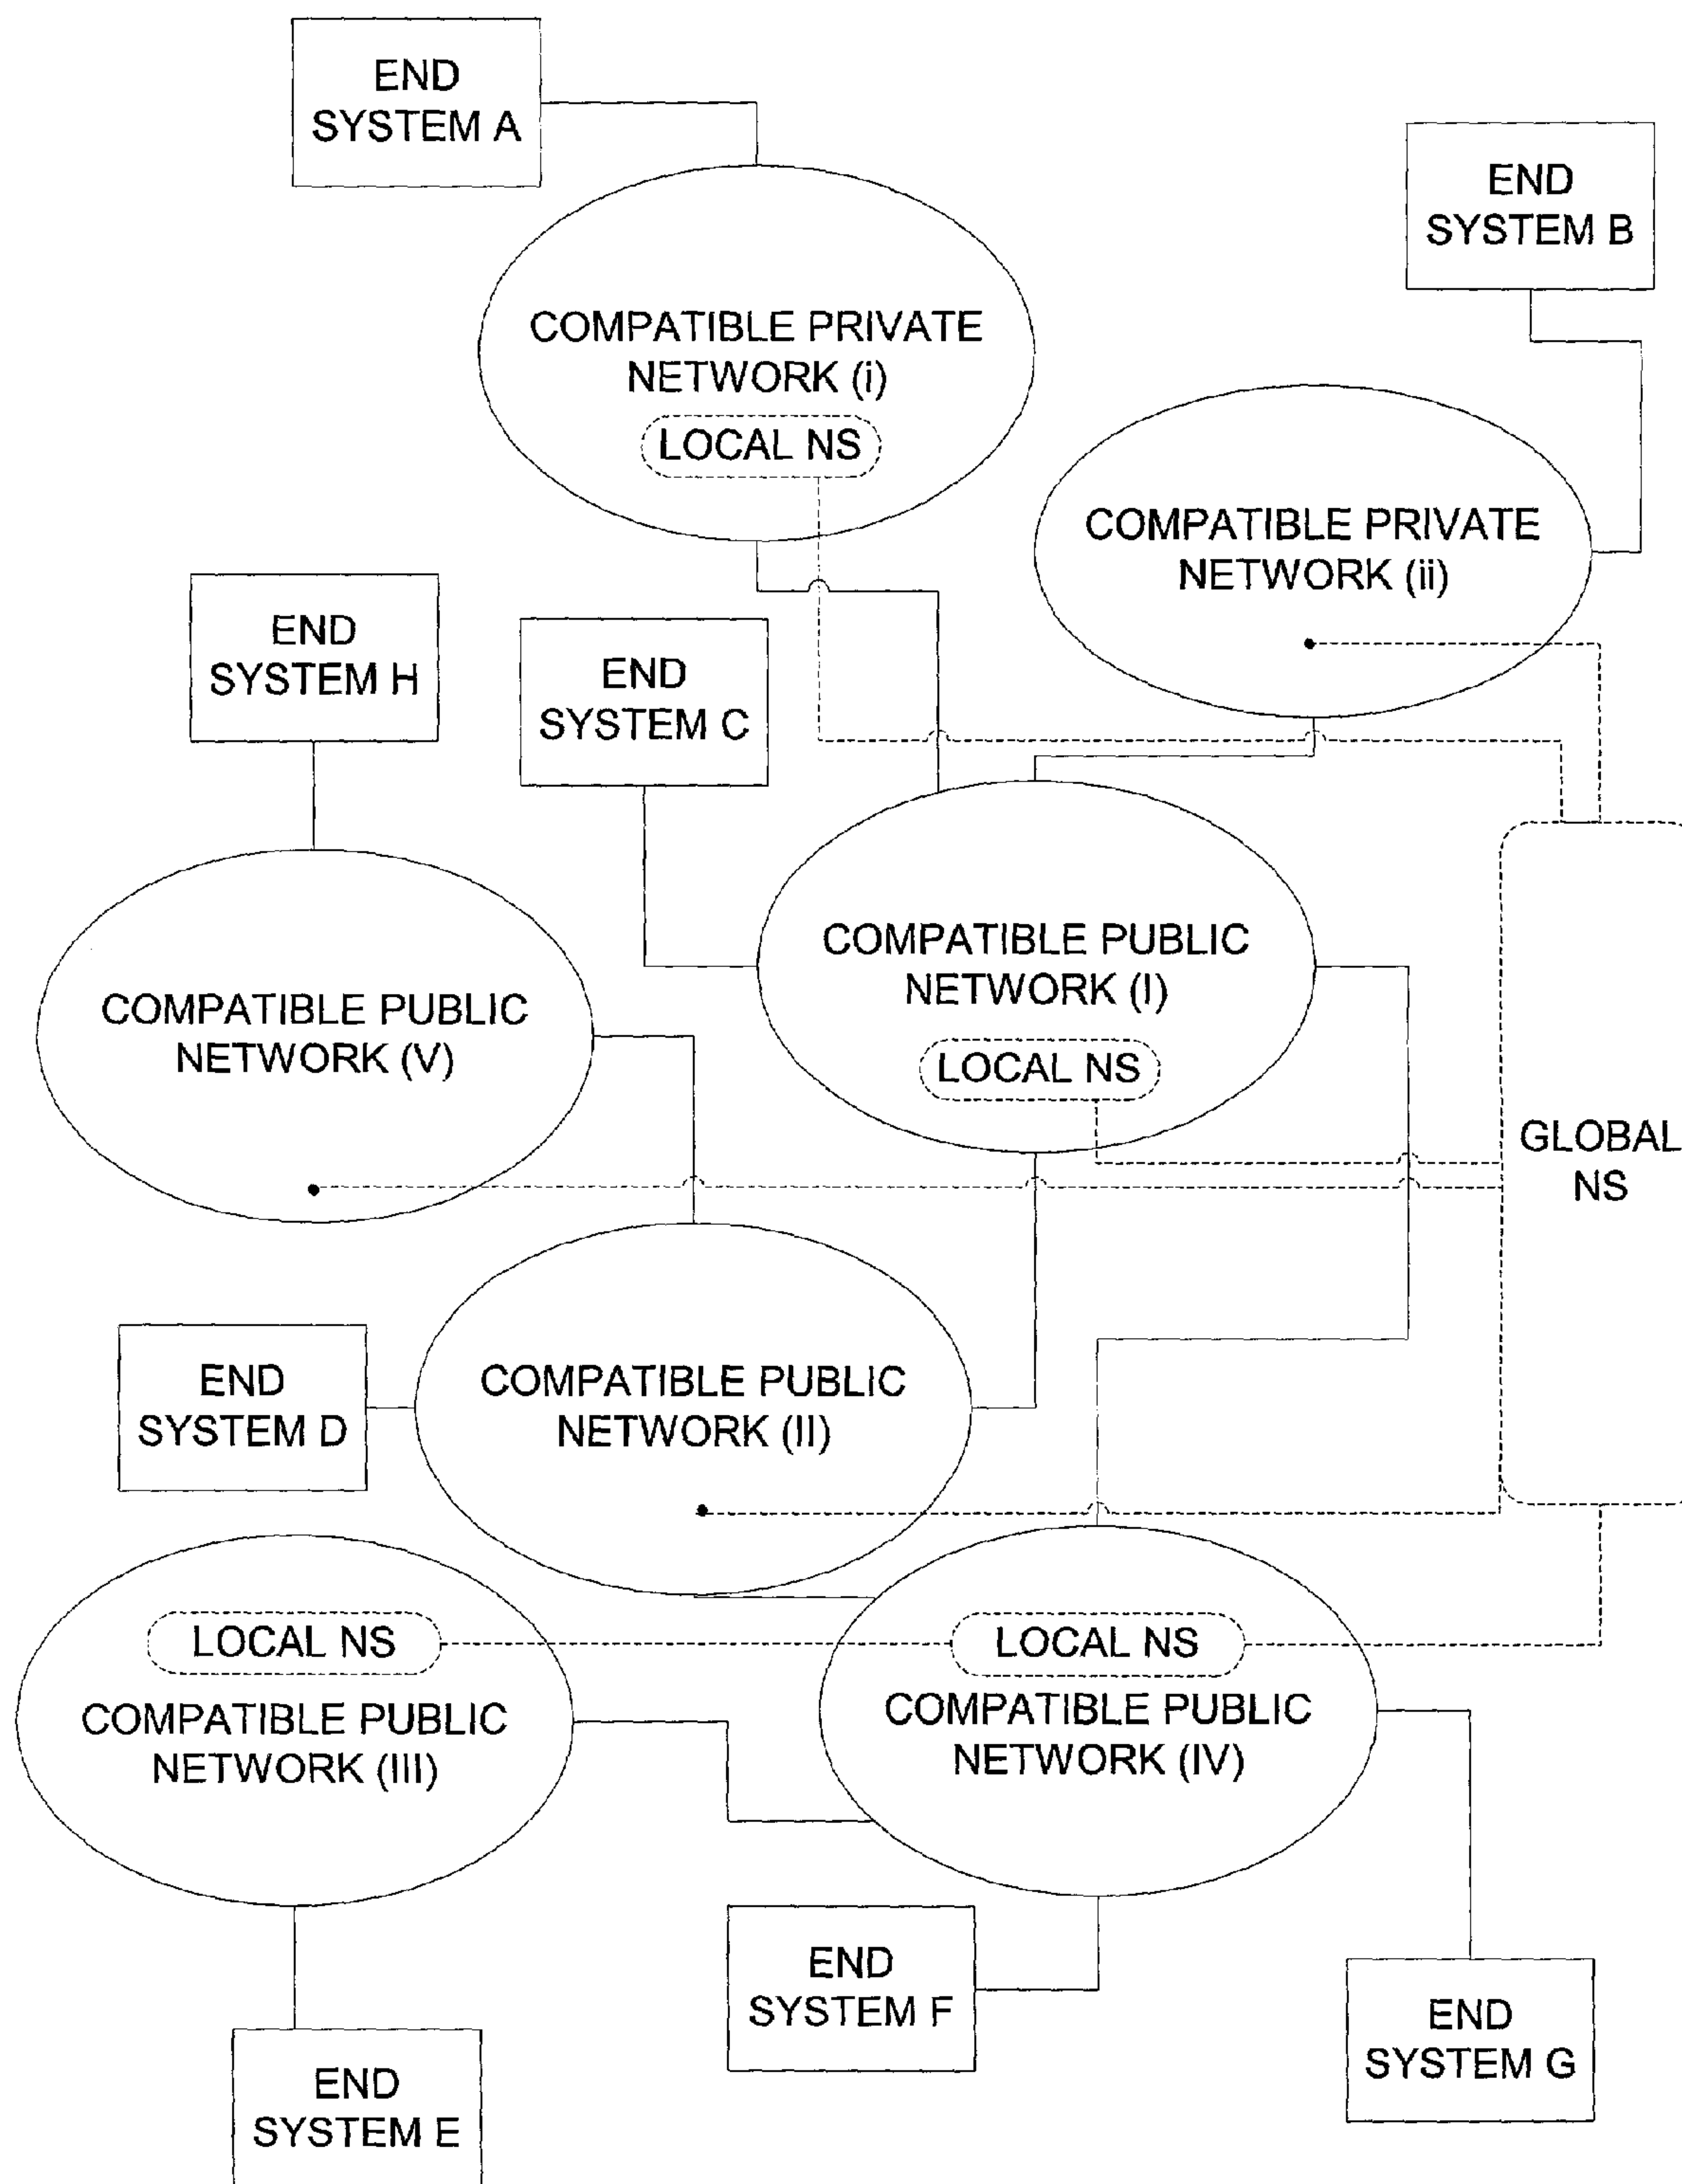 END
SYSTEM A
END
SYSTEM B
COMPATIBLE PRIVATE
NETWORK (i)
LOCAL NS
COMPATIBLE PRIVATE
NETWORK (ii)
END
SYSTEM H
END
SYSTEM C
COMPATIBLE PUBLIC
NETWORK (I)
LOCAL NS
COMPATIBLE PUBLIC
NETWORK (V)
GLOBAL
NS
END
SYSTEM D
COMPATIBLE PUBLIC
NETWORK (II)
LOCAL NS
COMPATIBLE PUBLIC
NETWORK (III)
LOCAL NS
COMPATIBLE PUBLIC
NETWORK (IV)
END
SYSTEM F
END
SYSTEM G
END
SYSTEM E